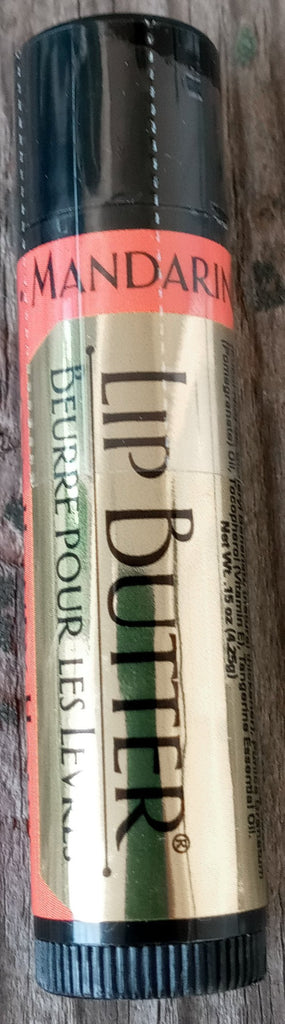 MANDARIN
LIP BUTTER®
BEURRE POUR LES LEVRES
(Pomegranate) Oil, Tocopherol (Vitamin E), Tangerine Essential Oil.
Net Wt. .15 oz (4.25g)